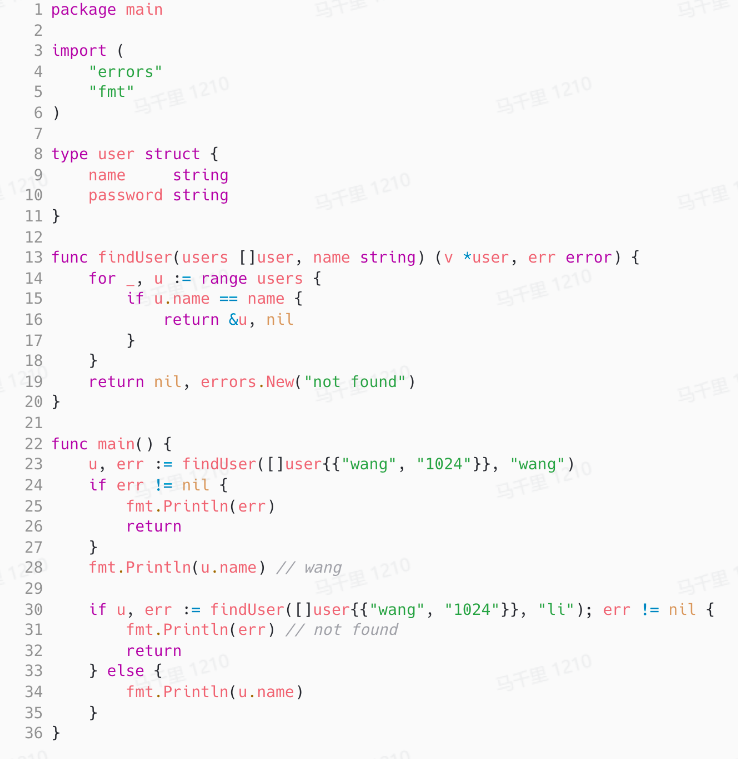 1 package main
2
3 import (
4     "errors"
5     "fmt"
6 )
7
8 type user struct {
9     name     string
10     password string
11 }
12
13 func findUser(users []user, name string) (v *user, err error) {
14     for _, u := range users {
15         if u.name == name {
16             return &u, nil
17         }
18     }
19     return nil, errors.New("not found")
20 }
21
22 func main() {
23     u, err := findUser([]user{{"wang", "1024"}}, "wang")
24     if err != nil {
25         fmt.Println(err)
26         return
27     }
28     fmt.Println(u.name) // wang
29
30     if u, err := findUser([]user{{"wang", "1024"}}, "li"); err != nil {
31         fmt.Println(err) // not found
32         return
33     } else {
34         fmt.Println(u.name)
35     }
36 }
马千里 1210